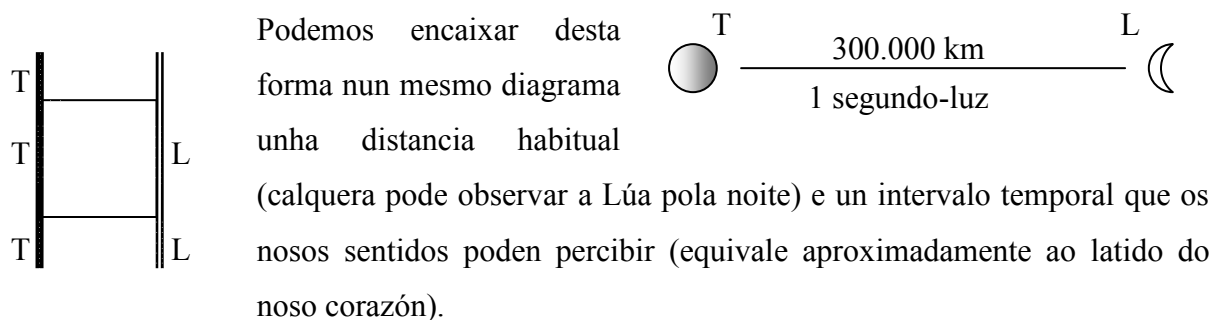 T
T L
T L
Podemos encaixar desta
forma nun mesmo diagrama
unha distancia habitual
T L
300.000 km
1 segundo-luz
(calquera pode observar a Lúa pola noite) e un intervalo temporal que os
nosos sentidos poden percibir (equivale aproximadamente ao latido do
noso corazón).